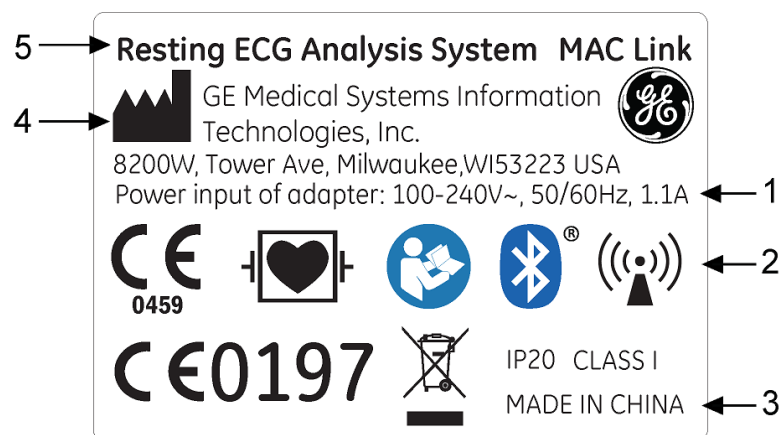 5 Resting ECG Analysis System MAC Link
GE Medical Systems Information
4 Technologies, Inc.
GE
8200W, Tower Ave, Milwaukee,WI53223 USA
Power input of adapter: 100-240V~, 50/60Hz, 1.1A 1
CE ® 2
0459
CE0197
IP20 CLASS I
MADE IN CHINA 3